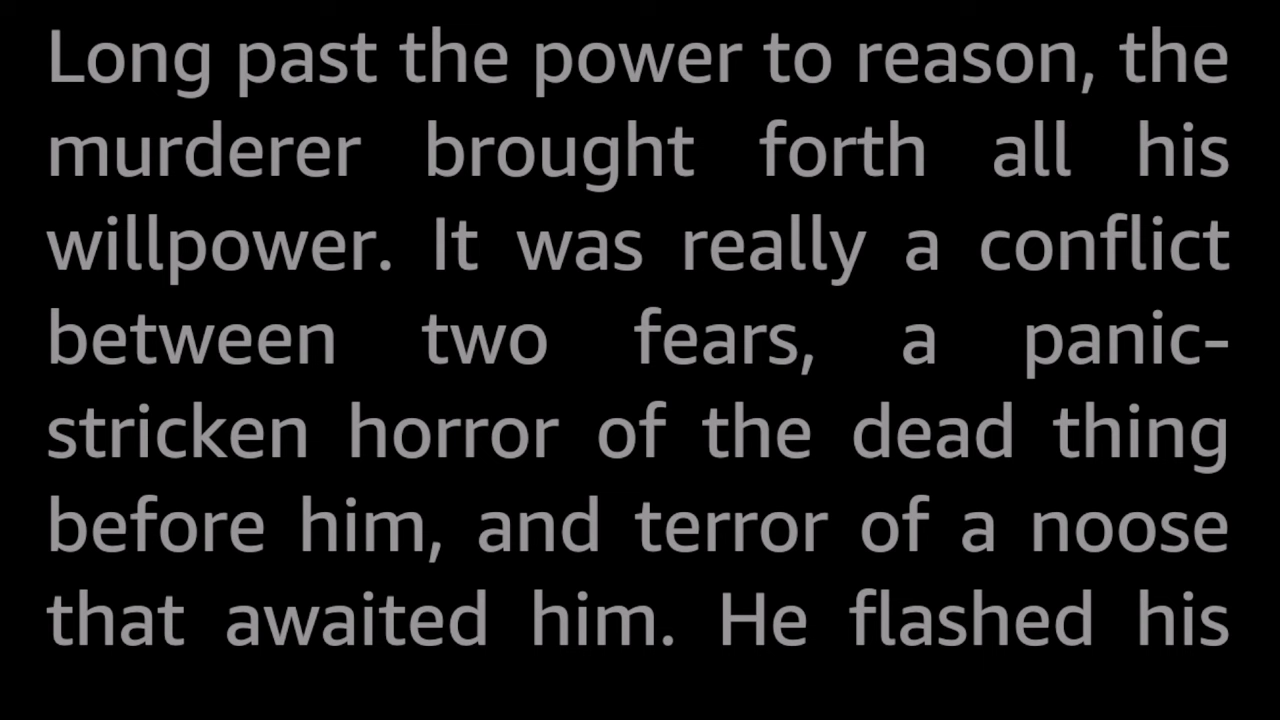 Long past the power to reason, the
murderer brought forth all his
willpower. It was really a conflict
between two fears, a panic-
stricken horror of the dead thing
before him, and terror of a noose
that awaited him. He flashed his